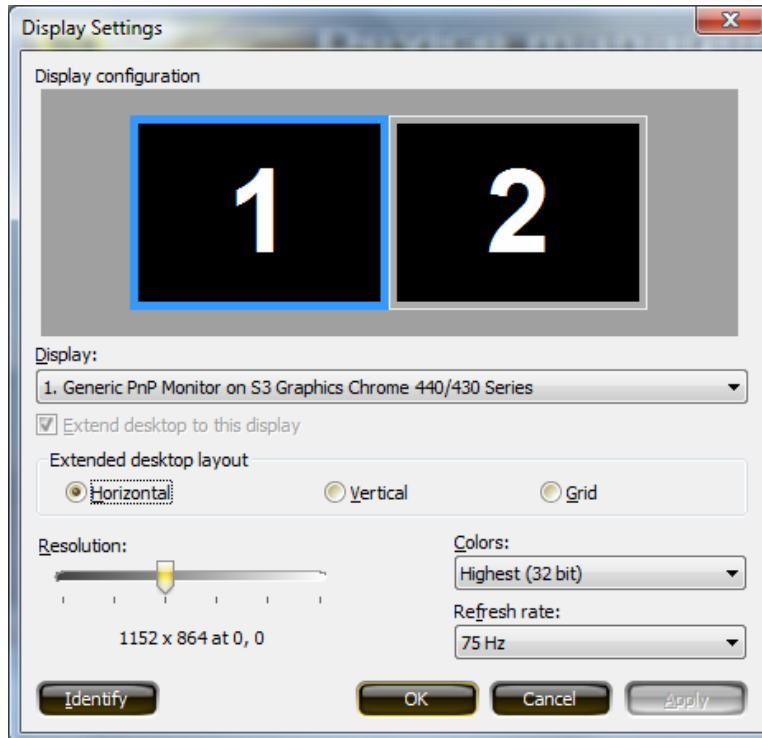 Display Settings
Display configuration
1 2
Display:
1. Generic PnP Monitor on S3 Graphics Chrome 440/430 Series
Extend desktop to this display
Extended desktop layout
Horizontal Vertical Grid
Resolution:
1152 x 864 at 0, 0
Colors:
Highest (32 bit)
Refresh rate:
75 Hz
Identify OK Cancel Apply